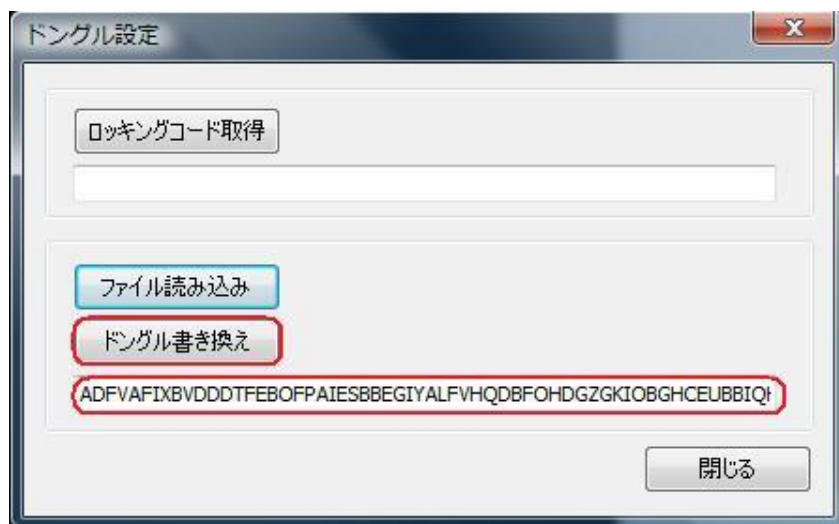 ドングル設定
ロッキングコード取得
ファイル読み込み
ドングル書き換え
ADFVAFIXBVDDDTFEBOFPAIESBBEGIYALFVHQDBFOHDGZGKIOBGHCEUBBIQ
閉じる